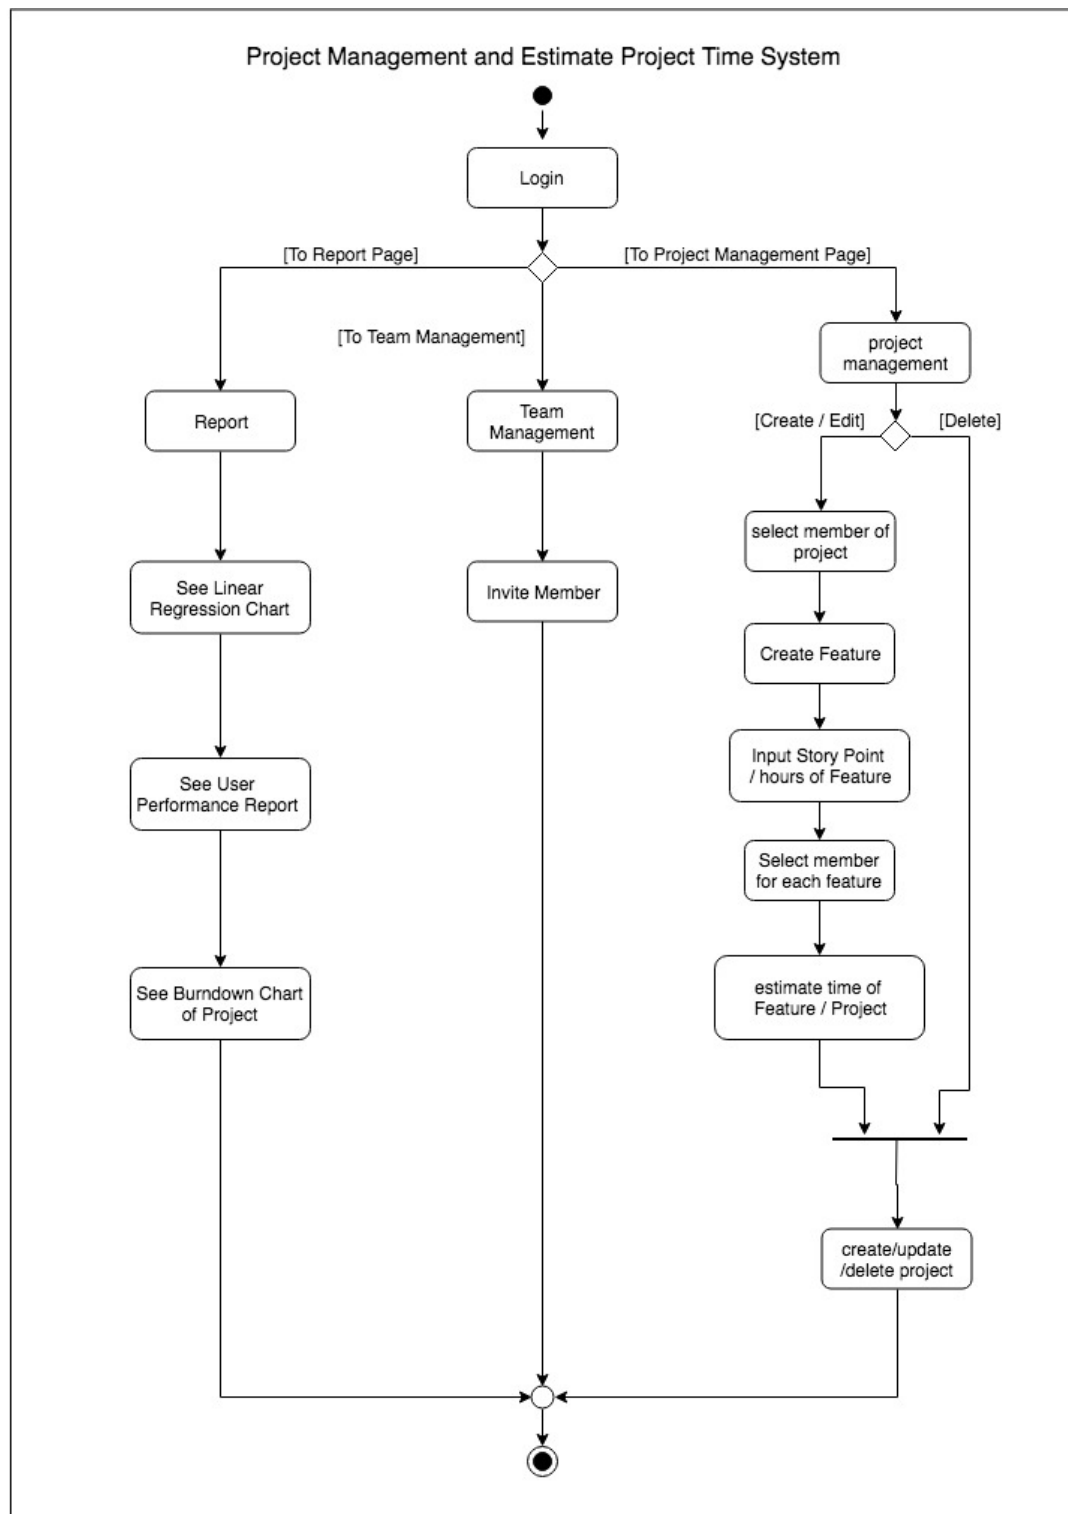 Project Management and Estimate Project Time System
Login
[To Report Page]
[To Project Management Page]
[To Team Management]
project
management
Report
Team
Management
[Create / Edit]
[Delete]
select member of
project
See Linear
Regression Chart
Invite Member
Create Feature
Input Story Point
/ hours of Feature
See User
Performance Report
Select member
for each feature
See Burndown Chart
of Project
estimate time of
Feature / Project
create/update
/delete project